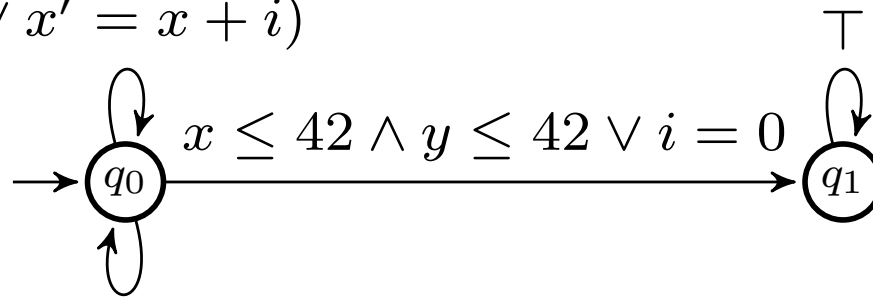 ∨ x′ = x + i)
⊤
x ≤ 42 ∧ y ≤ 42 ∨ i = 0
q₀
q₁